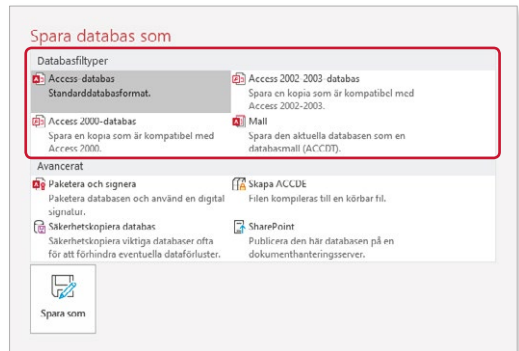 Spara databas som
Databasfiltyper
Access-databas
Standarddatabasformat.
Access 2002-2003-databas
Spara en kopia som är kompatibel med
Access 2002-2003.
Access 2000-databas
Spara en kopia som är kompatibel med
Access 2000.
Mall
Spara den aktuella databasen som en
databasmall (ACCDT).
Avancerat
Paketera och signera
Paketera databasen och använd en digital
signatur.
Skapa ACCDE
Filen kompileras till en körbar fil.
Säkerhetskopiera databas
Säkerhetskopiera viktiga databaser ofta
för att förhindra eventuella dataförluster.
SharePoint
Publicera den här databasen på en
dokumenthanteringsserver.
Spara som